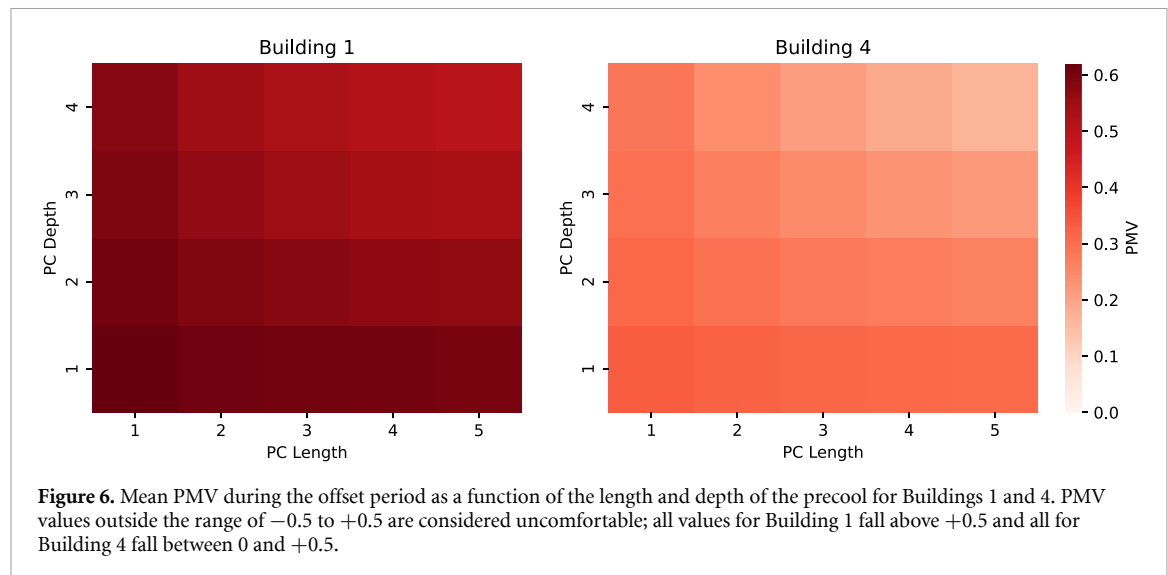 Building 1
Building 4
PC Depth
4
3
2
1
1 2 3 4 5
PC Length
PC Depth
4
3
2
1
1 2 3 4 5
PC Length
0.6
0.5
0.4
0.3
0.2
0.1
0.0
PMV
Figure 6. Mean PMV during the offset period as a function of the length and depth of the precool for Buildings 1 and 4. PMV
values outside the range of −0.5 to +0.5 are considered uncomfortable; all values for Building 1 fall above +0.5 and all for
Building 4 fall between 0 and +0.5.